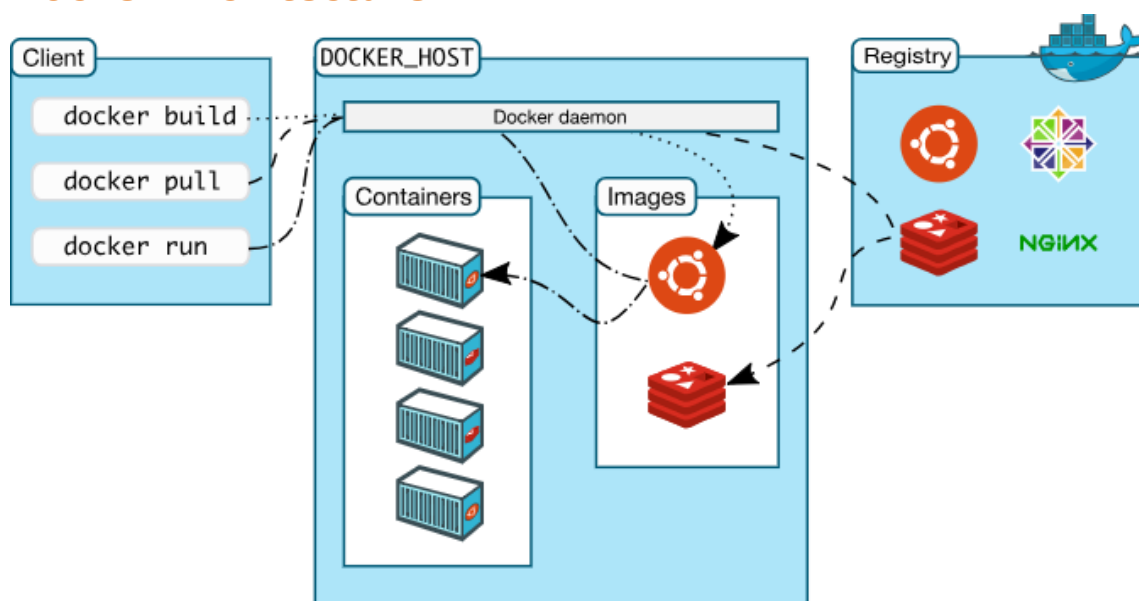 Client
docker build
docker pull
docker run
DOCKER_HOST
Docker daemon
Containers
Images
Registry
NGINX